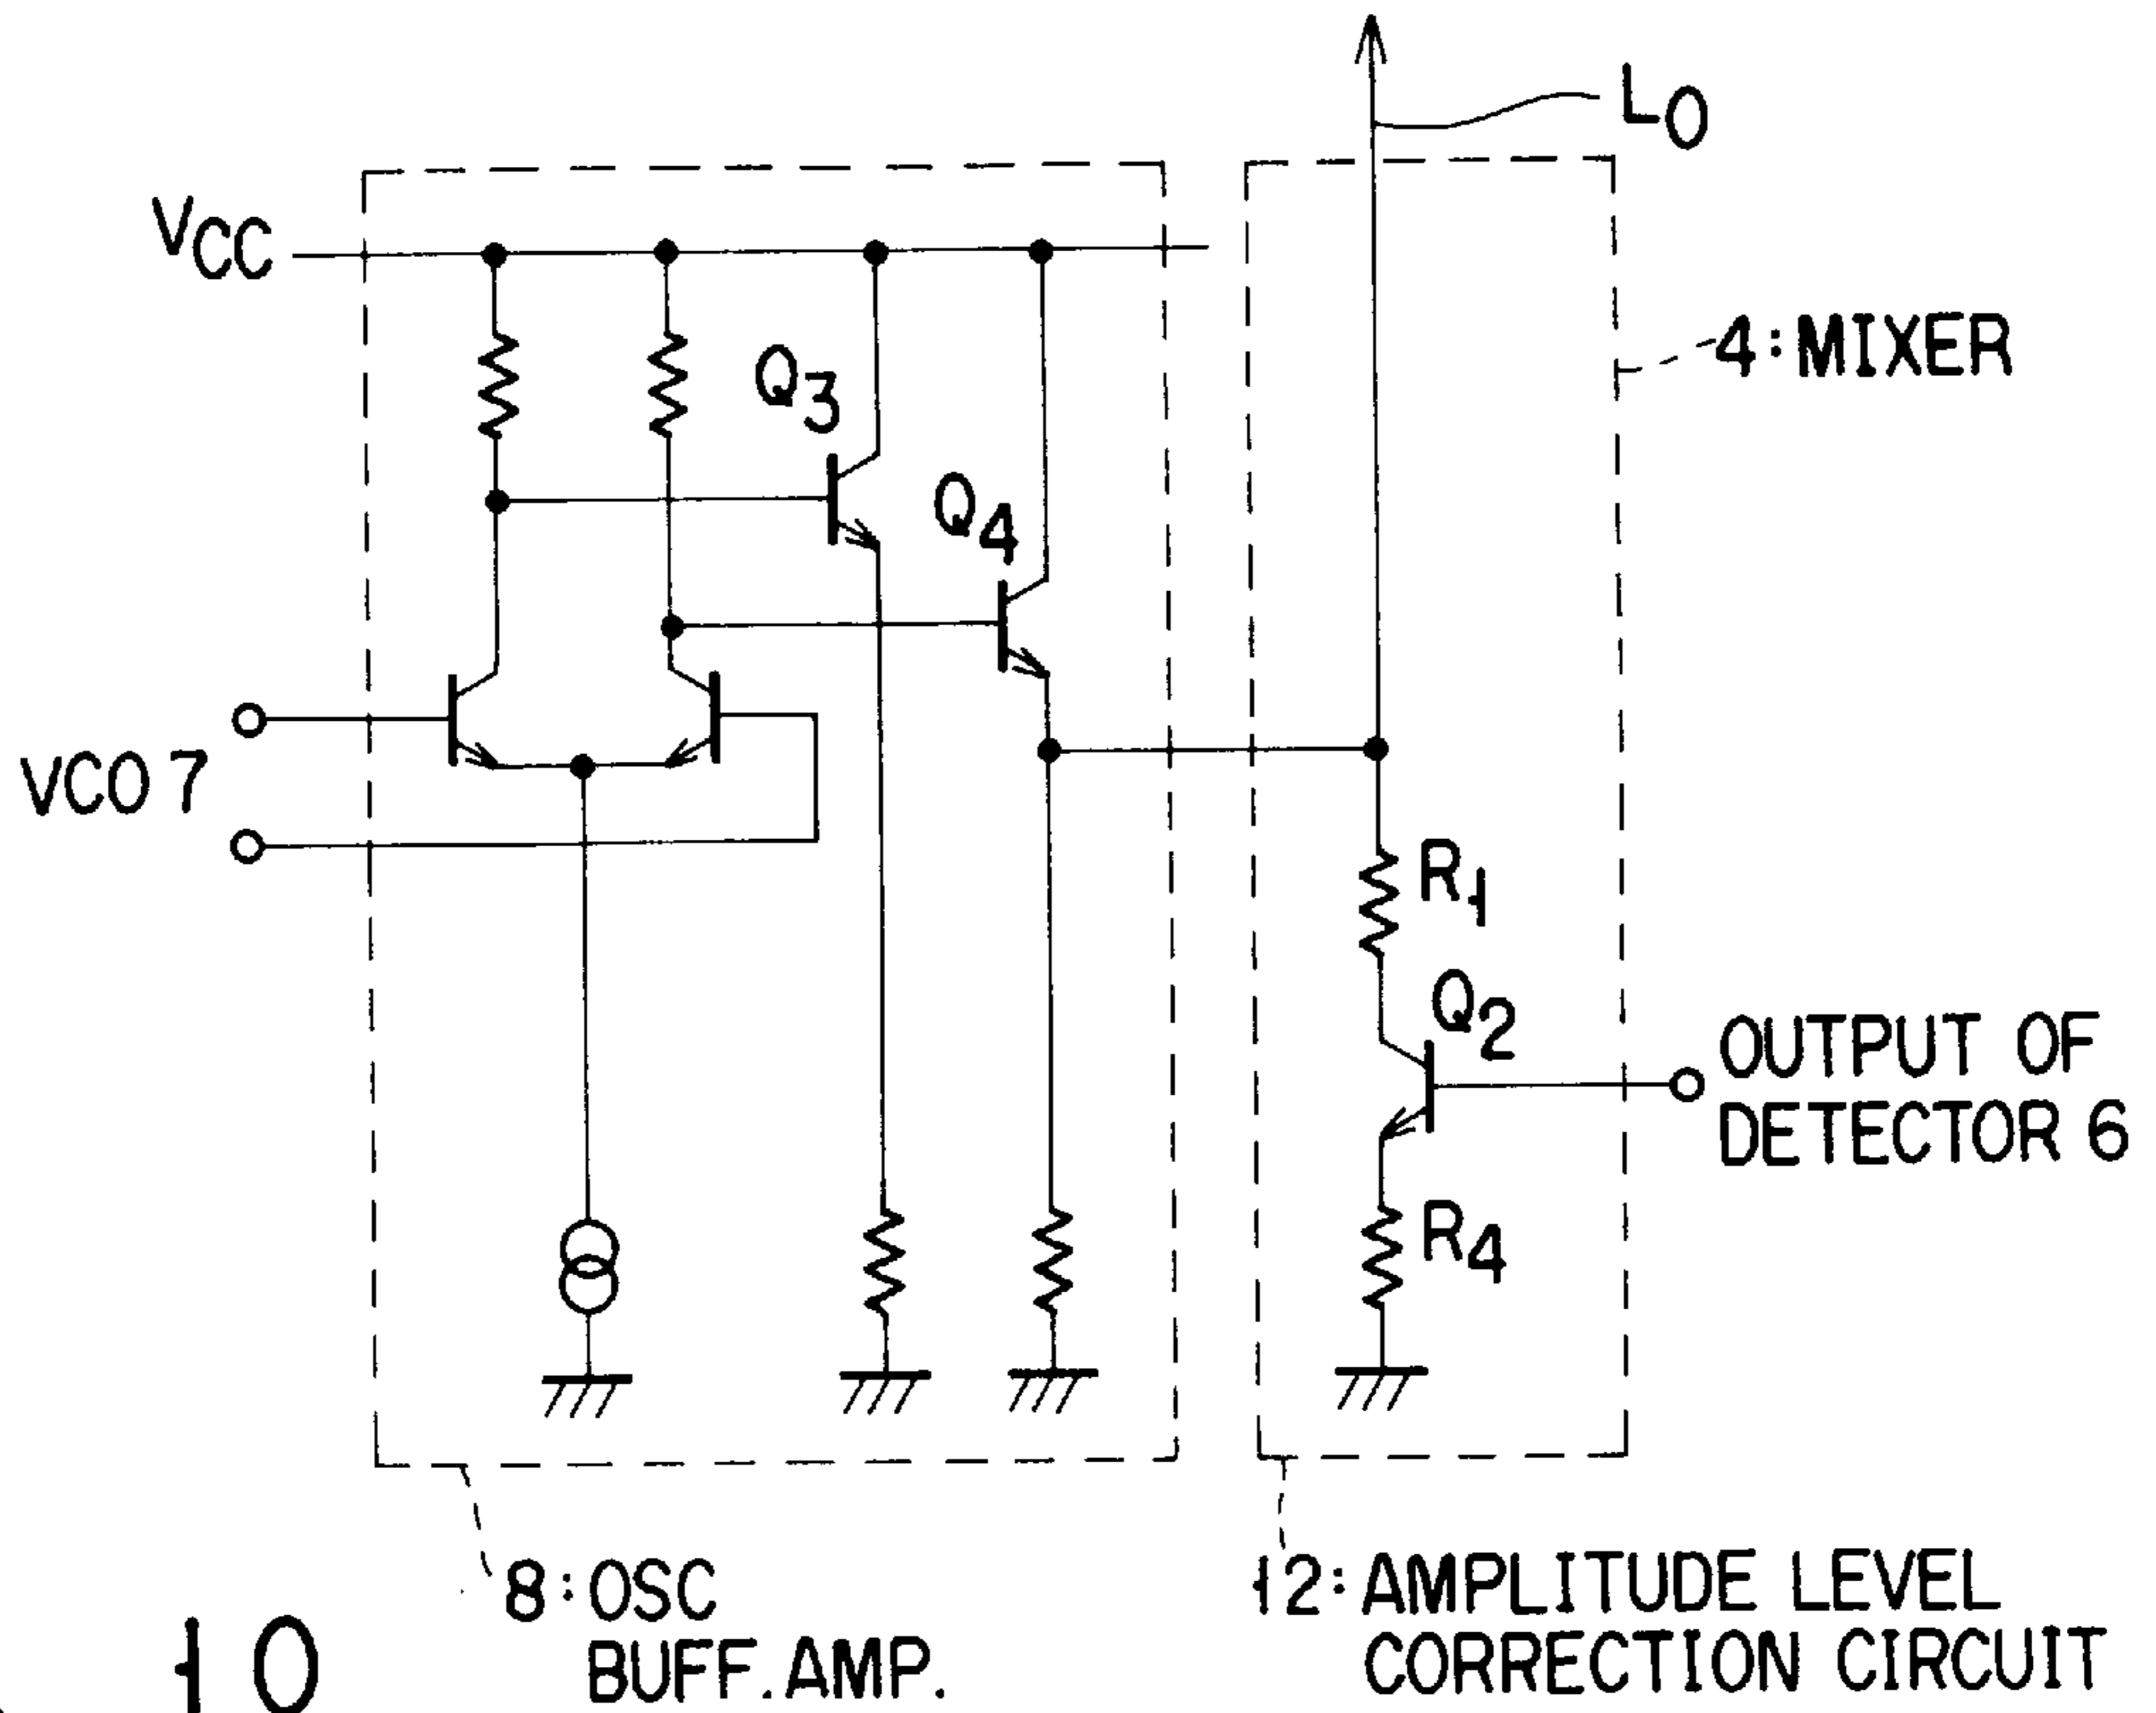 LO
VCC
4:MIXER
Q3
Q4
VCO 7
R1
Q2
OUTPUT OF
DETECTOR 6
R4
8:OSC
BUFF.AMP.
12:AMPLITUDE LEVEL
CORRECTION CIRCUIT
10